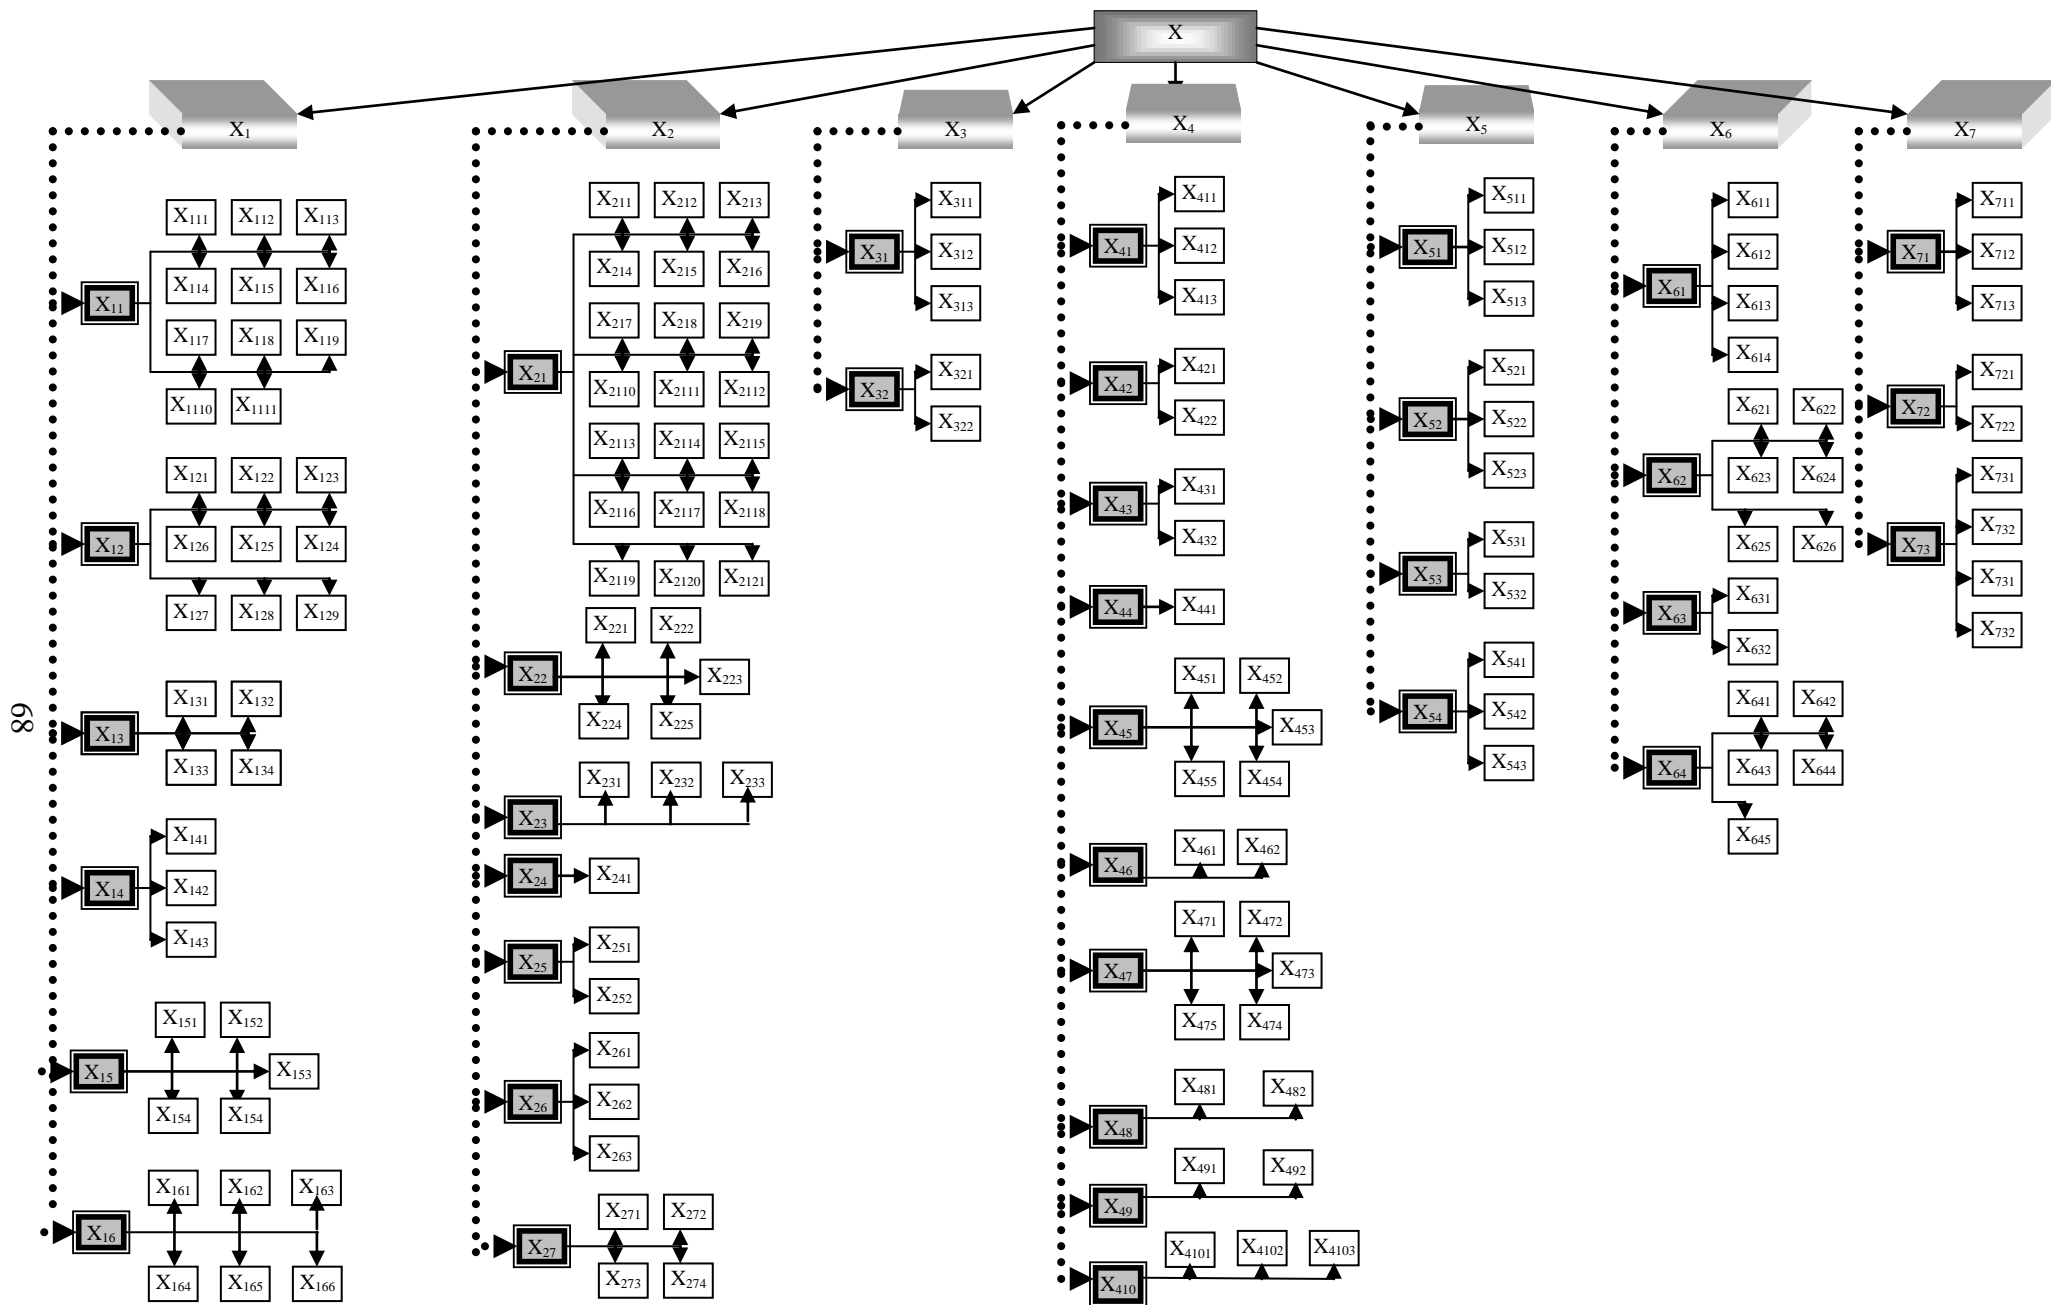 X
X₁
X₂
X₃
X₄
X₅
X₆
X₇
X₁₁
X₁₁₁ X₁₁₂ X₁₁₃
X₁₁₄ X₁₁₅ X₁₁₆
X₁₁₇ X₁₁₈ X₁₁₉
X₁₁₁₀ X₁₁₁₁
X₁₂
X₁₂₁ X₁₂₂ X₁₂₃
X₁₂₆ X₁₂₅ X₁₂₄
X₁₂₇ X₁₂₈ X₁₂₉
X₁₃
X₁₃₁ X₁₃₂
X₁₃₃ X₁₃₄
X₁₄
X₁₄₁
X₁₄₂
X₁₄₃
X₁₅
X₁₅₁ X₁₅₂
X₁₅₃
X₁₅₄ X₁₅₄
X₁₆
X₁₆₁ X₁₆₂ X₁₆₃
X₁₆₄ X₁₆₅ X₁₆₆
X₂₁
X₂₁₁ X₂₁₂ X₂₁₃
X₂₁₄ X₂₁₅ X₂₁₆
X₂₁₇ X₂₁₈ X₂₁₉
X₂₁₁₀ X₂₁₁₁ X₂₁₁₂
X₂₁₁₃ X₂₁₁₄ X₂₁₁₅
X₂₁₁₆ X₂₁₁₇ X₂₁₁₈
X₂₁₁₉ X₂₁₂₀ X₂₁₂₁
X₂₂
X₂₂₁ X₂₂₂
X₂₂₃
X₂₂₄ X₂₂₅
X₂₃
X₂₃₁ X₂₃₂ X₂₃₃
X₂₄
X₂₄₁
X₂₅
X₂₅₁
X₂₅₂
X₂₆
X₂₆₁
X₂₆₂
X₂₆₃
X₂₇
X₂₇₁ X₂₇₂
X₂₇₃ X₂₇₄
X₃₁
X₃₁₁
X₃₁₂
X₃₁₃
X₃₂
X₃₂₁
X₃₂₂
X₄₁
X₄₁₁
X₄₁₂
X₄₁₃
X₄₂
X₄₂₁
X₄₂₂
X₄₃
X₄₃₁
X₄₃₂
X₄₄
X₄₄₁
X₄₅
X₄₅₁ X₄₅₂
X₄₅₃
X₄₅₅ X₄₅₄
X₄₆
X₄₆₁ X₄₆₂
X₄₇
X₄₇₁ X₄₇₂
X₄₇₃
X₄₇₅ X₄₇₄
X₄₈
X₄₈₁ X₄₈₂
X₄₉
X₄₉₁ X₄₉₂
X₄₁₀
X₄₁₀₁ X₄₁₀₂ X₄₁₀₃
X₅₁
X₅₁₁
X₅₁₂
X₅₁₃
X₅₂
X₅₂₁
X₅₂₂
X₅₂₃
X₅₃
X₅₃₁
X₅₃₂
X₅₄
X₅₄₁
X₅₄₂
X₅₄₃
X₆₁
X₆₁₁
X₆₁₂
X₆₁₃
X₆₁₄
X₆₂
X₆₂₁ X₆₂₂
X₆₂₃ X₆₂₄
X₆₂₅ X₆₂₆
X₆₃
X₆₃₁
X₆₃₂
X₆₄
X₆₄₁ X₆₄₂
X₆₄₃ X₆₄₄
X₆₄₅
X₇₁
X₇₁₁
X₇₁₂
X₇₁₃
X₇₂
X₇₂₁
X₇₂₂
X₇₃
X₇₃₁
X₇₃₂
X₇₃₁
X₇₃₂
89